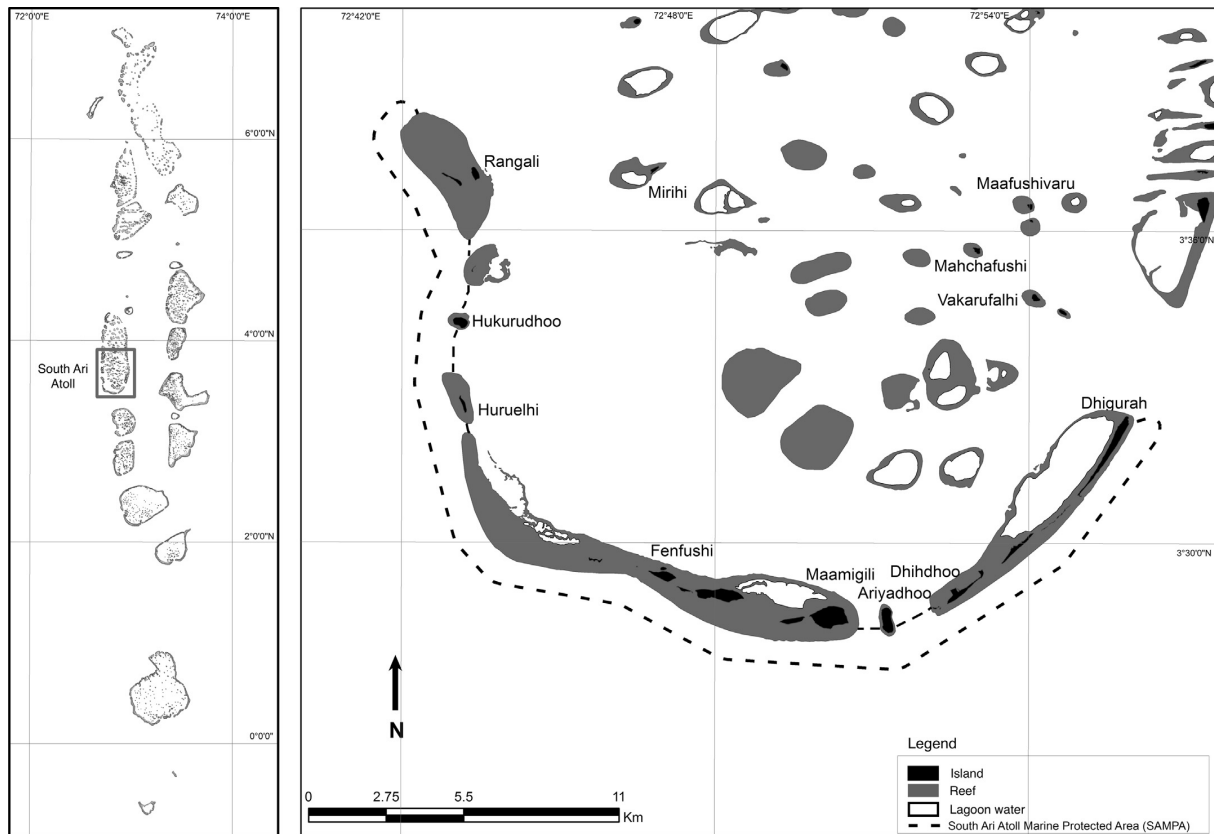 72°0'0"E
74°0'0"E
6°0'0"N
4°0'0"N
South Ari
Atoll
2°0'0"N
0°0'0"
72°42'0"E
72°48'0"E
72°54'0"E
Rangali
Mirihi
Maafushivaru
3°36'0"N
Mahchafushi
Vakarufalhi
Hukurudhoo
Huruelhi
Dhigurah
3°30'0"N
Fenfushi
Maamigili
Dhihdhoo
Ariyadhoo
N
0 2.75 5.5 11
Km
Legend
Island
Reef
Lagoon water
South Ari Atoll Marine Protected Area (SAMPA)